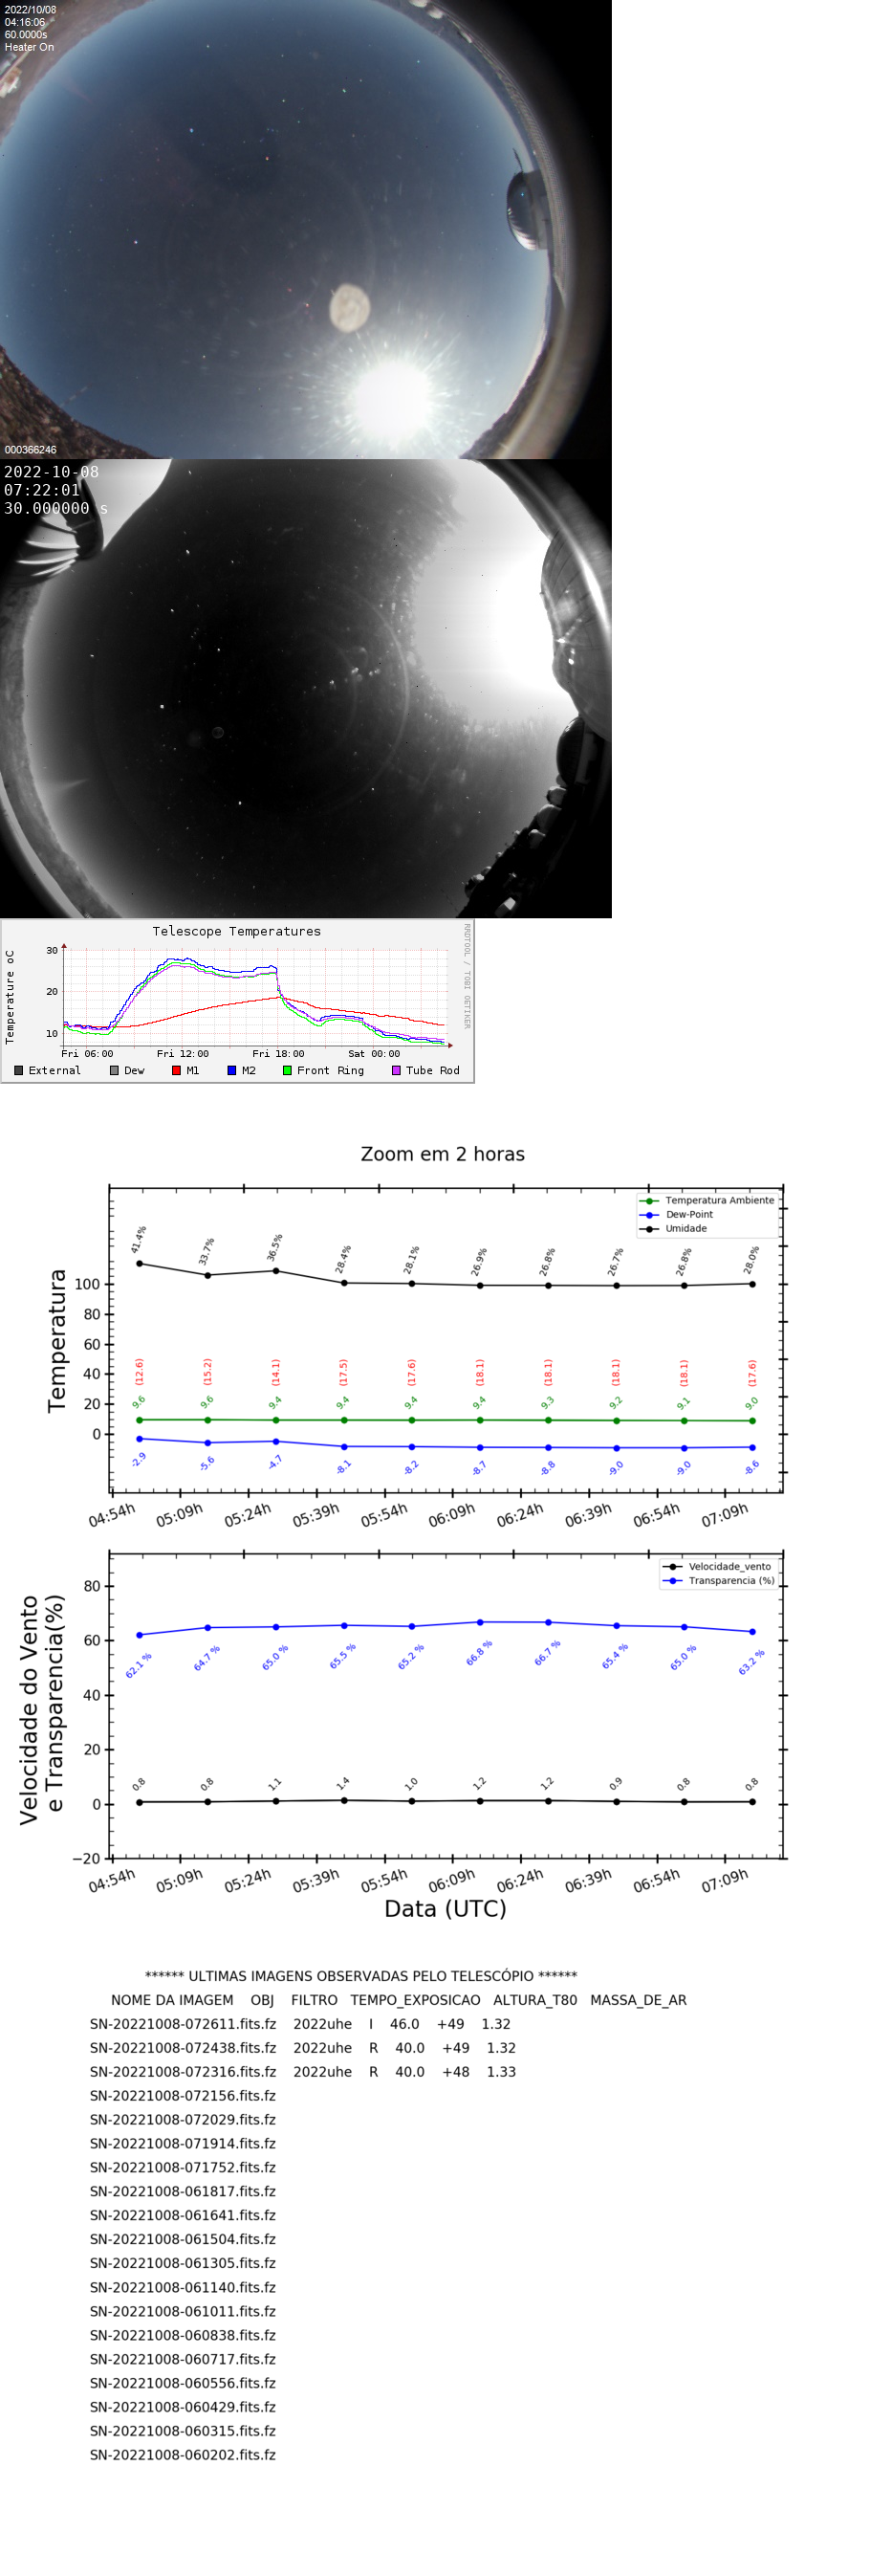 2022/10/08
04:16:06
60.0000s
Heater On
000366246
2022-10-08
07:22:01
30.000000 s
Telescope Temperatures
RRDTOOL / TOBI OETIKER
Temperature oC
30
20
10
Fri 06:00 Fri 12:00 Fri 18:00 Sat 00:00
External Dew M1 M2 Front Ring Tube Rod
Zoom em 2 horas
Temperatura Ambiente
Dew-Point
Umidade
Temperatura
41.4% 33.7% 36.5% 28.4% 28.1% 26.9% 26.8% 26.7% 26.8% 28.0%
100
80
60
40
20
0
(12.6) (15.2) (14.1) (17.5) (17.6) (18.1) (18.1) (18.1) (18.1) (17.6)
9.6 9.6 9.4 9.4 9.4 9.4 9.3 9.2 9.1 9.0
-2.9 -5.6 -4.7 -8.1 -8.2 -8.7 -8.8 -9.0 -9.0 -8.6
04:54h 05:09h 05:24h 05:39h 05:54h 06:09h 06:24h 06:39h 06:54h 07:09h
Velocidade_vento
Transparencia (%)
Velocidade do Vento
e Transparencia(%)
80
60
40
20
0
−20
62.1 % 64.7 % 65.0 % 65.5 % 65.2 % 66.8 % 66.7 % 65.4 % 65.0 % 63.2 %
0.8 0.8 1.1 1.4 1.0 1.2 1.2 0.9 0.8 0.8
04:54h 05:09h 05:24h 05:39h 05:54h 06:09h 06:24h 06:39h 06:54h 07:09h
Data (UTC)
****** ULTIMAS IMAGENS OBSERVADAS PELO TELESCÓPIO ******
NOME DA IMAGEM OBJ FILTRO TEMPO_EXPOSICAO ALTURA_T80 MASSA_DE_AR
SN-20221008-072611.fits.fz 2022uhe I 46.0 +49 1.32
SN-20221008-072438.fits.fz 2022uhe R 40.0 +49 1.32
SN-20221008-072316.fits.fz 2022uhe R 40.0 +48 1.33
SN-20221008-072156.fits.fz
SN-20221008-072029.fits.fz
SN-20221008-071914.fits.fz
SN-20221008-071752.fits.fz
SN-20221008-061817.fits.fz
SN-20221008-061641.fits.fz
SN-20221008-061504.fits.fz
SN-20221008-061305.fits.fz
SN-20221008-061140.fits.fz
SN-20221008-061011.fits.fz
SN-20221008-060838.fits.fz
SN-20221008-060717.fits.fz
SN-20221008-060556.fits.fz
SN-20221008-060429.fits.fz
SN-20221008-060315.fits.fz
SN-20221008-060202.fits.fz